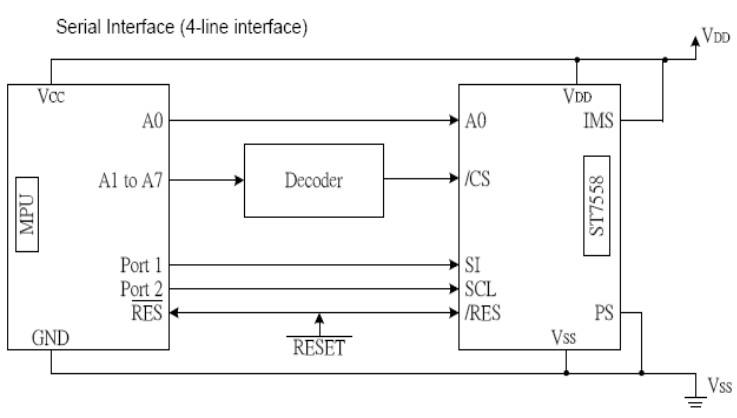 Serial Interface (4-line interface)
VDD
VCC
VDD
A0
A0
IMS
A1 to A7
Decoder
/CS
MPU
ST7558
Port 1
SI
Port 2
SCL
RES
/RES
PS
RESET
GND
VSS
VSS